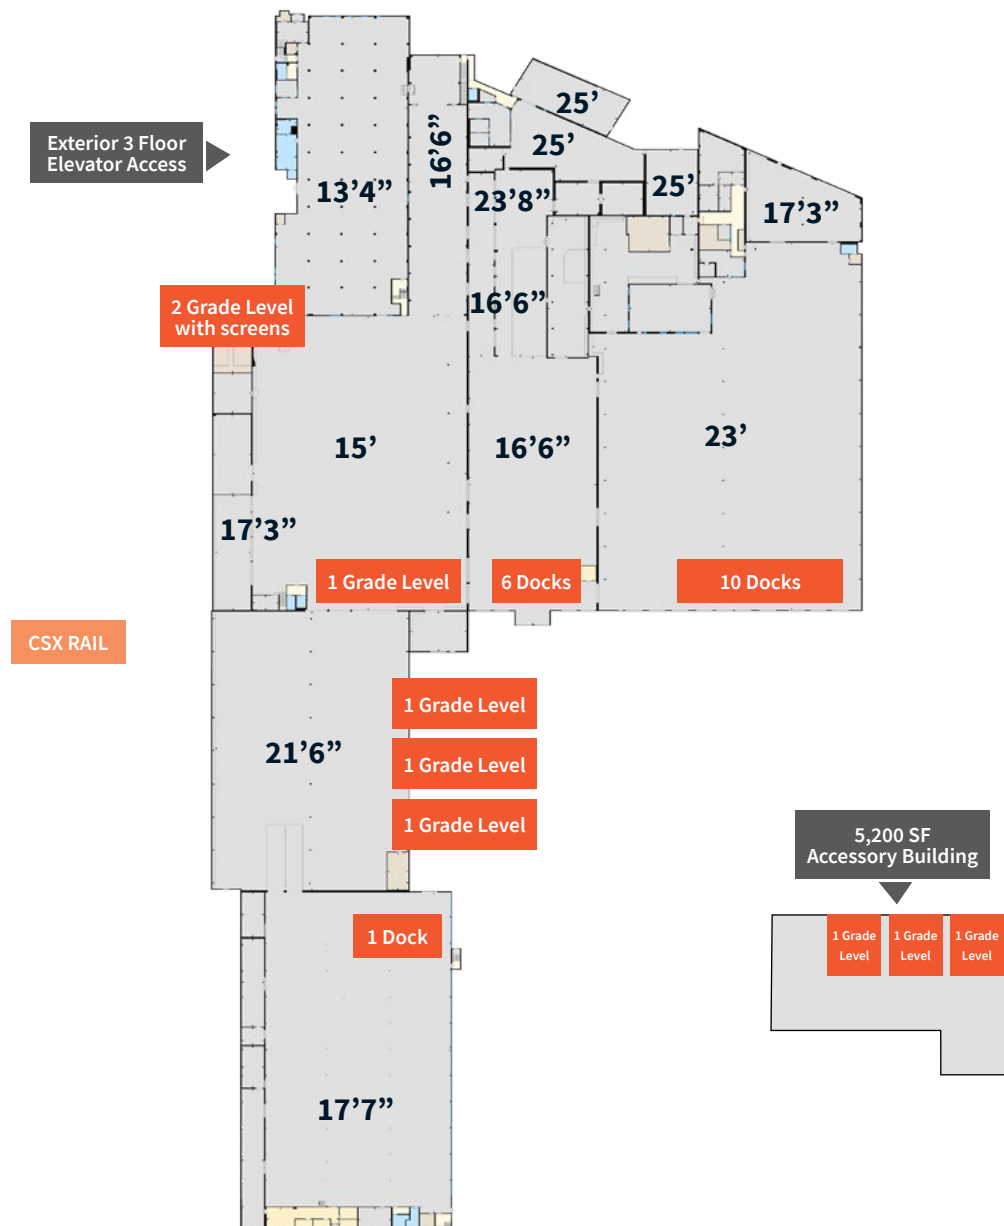 25’
Exterior 3 Floor
Elevator Access
16’6”
25’
13’4”
23’8”
25’
17’3”
2 Grade Level
with screens
16’6”
15’
16’6”
23’
17’3”
1 Grade Level
6 Docks
10 Docks
CSX RAIL
1 Grade Level
21’6”
1 Grade Level
1 Grade Level
5,200 SF
Accessory Building
1 Dock
1 Grade
Level
1 Grade
Level
1 Grade
Level
17’7”